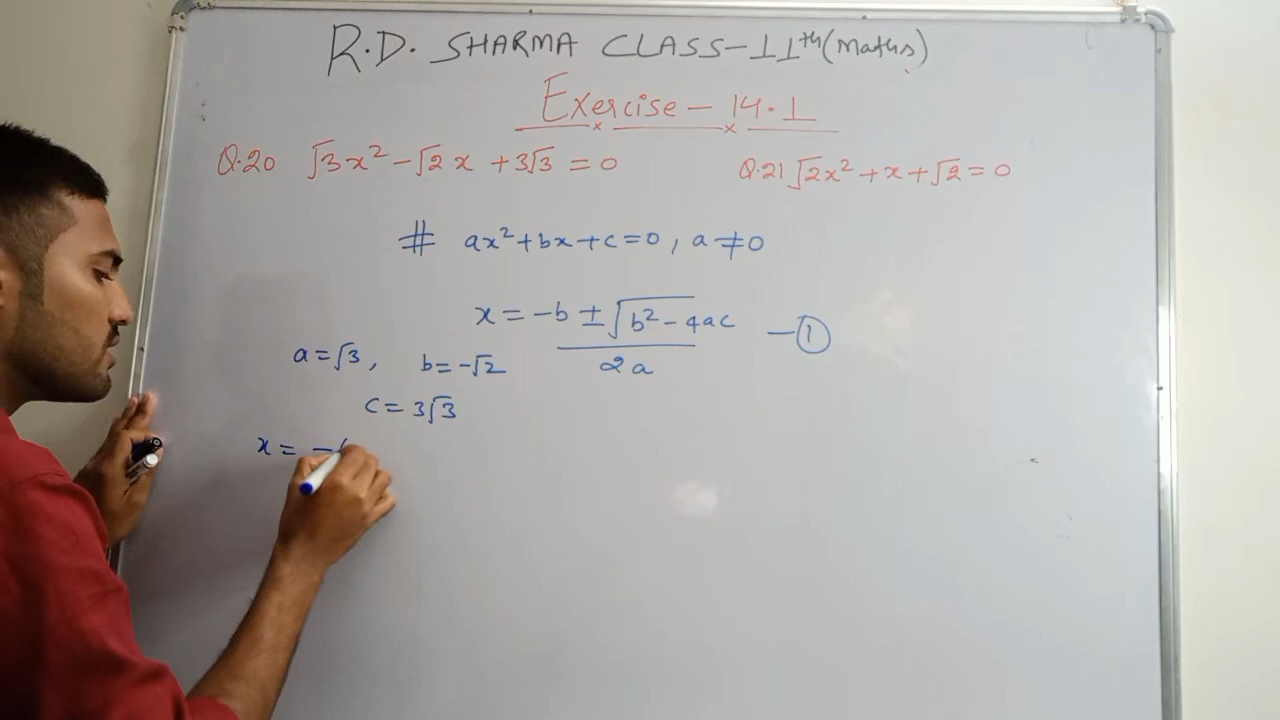 R.D. SHARMA CLASS-11th (Maths)
Exercise - 14.1
Q.20 √3x² - √2x + 3√3 = 0
Q.21 √2x² + x + √2 = 0
# ax² + bx + c = 0, a ≠ 0
x = -b ± √b² - 4ac — ①
2a
a = √3, b = -√2
c = 3√3
x = -(